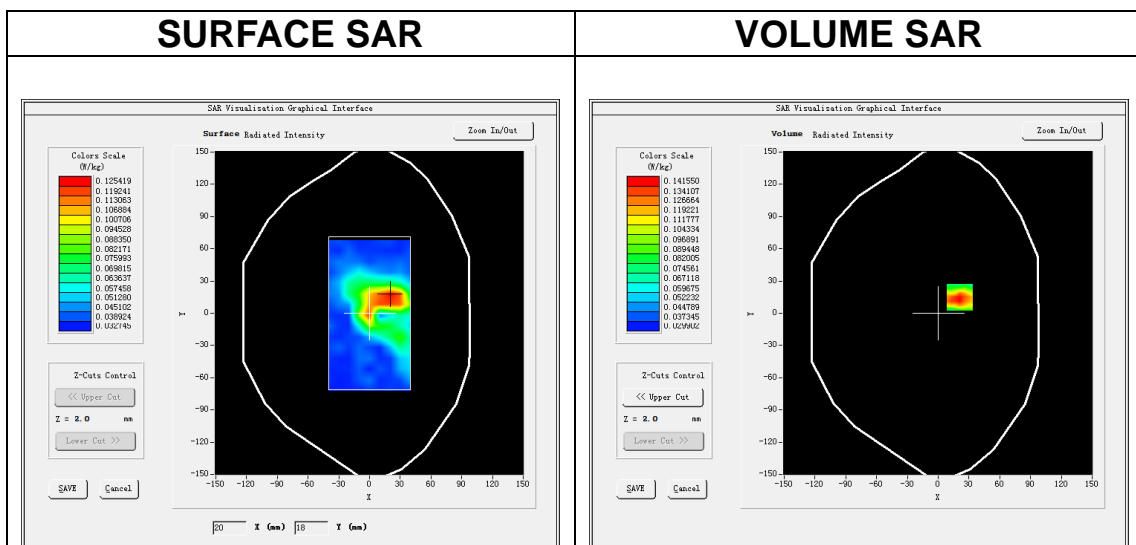 SURFACE SAR
VOLUME SAR
SAR Visualisation Graphical Interface
Surface Radiated Intensity
Zoom In/Out
Colors Scale
(W/kg)
0.125419
0.119241
0.113063
0.106884
0.100706
0.094528
0.088350
0.082171
0.075993
0.069815
0.063637
0.057458
0.051280
0.045102
0.038924
0.032745
Z-Cuts Control
<< Upper Cut
Z = 2.0 mm
Lower Cut >>
SAVE Cancel
150
120
90
60
30
0
-30
-60
-90
-120
-150
Y
-150 -120 -90 -60 -30 0 30 60 90 120 150
X
20 X (mm) 18 Y (mm)
SAR Visualisation Graphical Interface
Volume Radiated Intensity
Zoom In/Out
Colors Scale
(W/kg)
0.141550
0.134107
0.126664
0.119221
0.111777
0.104334
0.096891
0.089448
0.082005
0.074561
0.067118
0.059675
0.052232
0.044789
0.037345
0.029902
Z-Cuts Control
<< Upper Cut
Z = 2.0 mm
Lower Cut >>
SAVE Cancel
150
120
90
60
30
0
-30
-60
-90
-120
-150
Y
-150 -120 -90 -60 -30 0 30 60 90 120 150
X